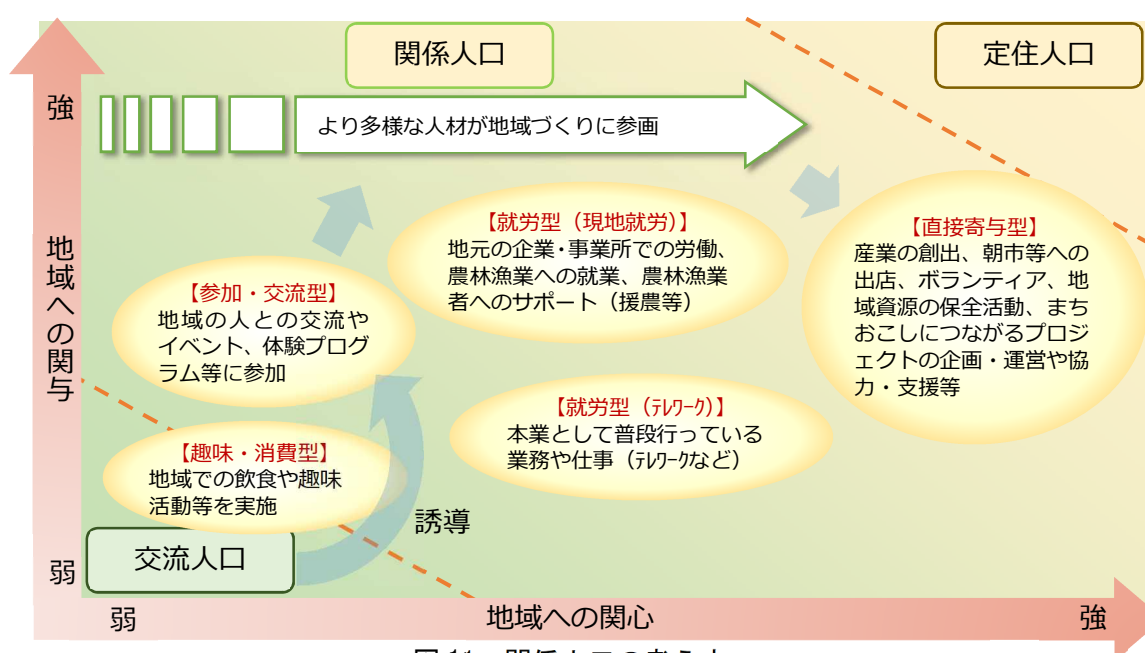 関係人口
定住人口
強
より多様な人材が地域づくりに参画
【就労型（現地就労）】
地元の企業・事業所での労働、
農林漁業への就業、農林漁業
者へのサポート（援農等）
【直接寄与型】
産業の創出、朝市等への
出店、ボランティア、地
域資源の保全活動、まち
おこしにつながるプロジ
ェクトの企画・運営や協
力・支援等
地域への関与
【参加・交流型】
地域の人との交流や
イベント、体験プログ
ラム等に参加
【就労型（ﾃﾚﾜｰｸ）】
本業として普段行っている
業務や仕事（ﾃﾚﾜｰｸなど）
【趣味・消費型】
地域での飲食や趣味
活動等を実施
誘導
交流人口
弱
弱
地域への関心
強